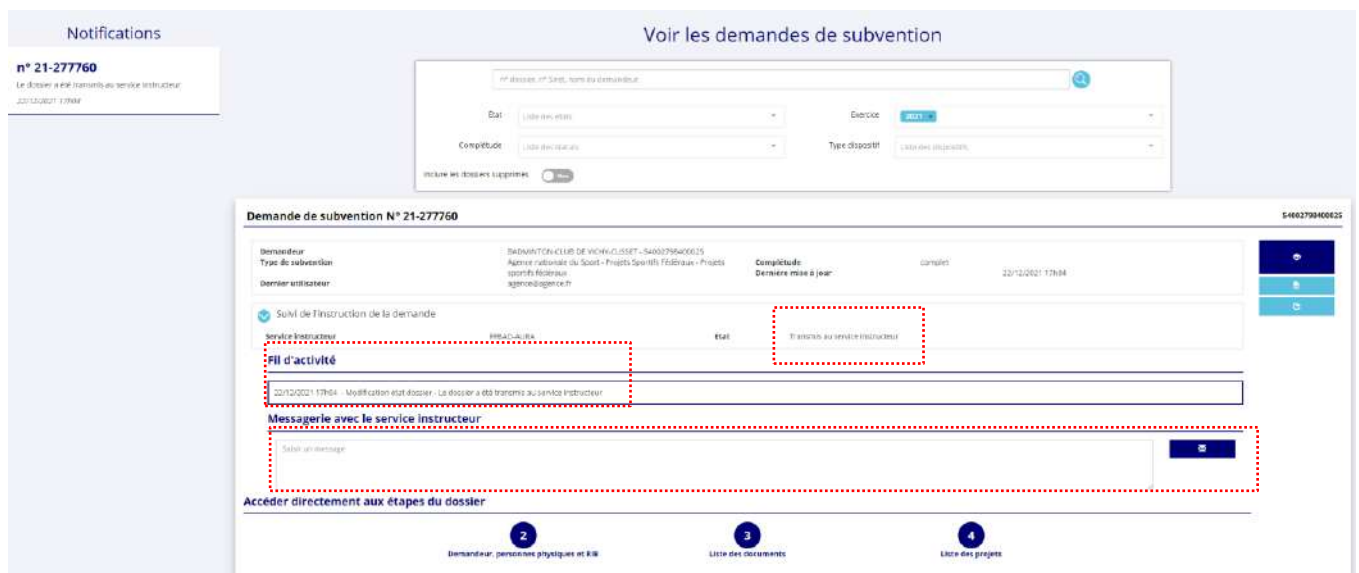 Notifications
n° 21-277760
Le dossier a été transmis au service instructeur
22/12/2021 17h04
Voir les demandes de subvention
n° dossier, n° Siret, nom du demandeur
Etat
Liste des états
Exercice
2021
Complétude
Liste des statuts
Type dispositif
Liste des dispositifs
Inclure les dossiers supprimés
Non
Demande de subvention N° 21-277760
54002798400025
Demandeur
BADMINTON-CLUB DE VICHY-CUSSET - 54002798400025
Type de subvention
Agence nationale du Sport - Projets Sportifs Fédéraux - Projets
sportifs fédéraux
Complétude
complet
Dernière mise à jour
22/12/2021 17h04
Dernier utilisateur
agence@agence.fr
Suivi de l'instruction de la demande
Service instructeur
FFBAD-AURA
Etat
Transmis au service instructeur
Fil d'activité
22/12/2021 17h04 - Modification etat dossier - Le dossier a été transmis au service instructeur
Messagerie avec le service instructeur
Saisir un message
Accéder directement aux étapes du dossier
2
3
4
Demandeur, personnes physiques et RIB
Liste des documents
Liste des projets